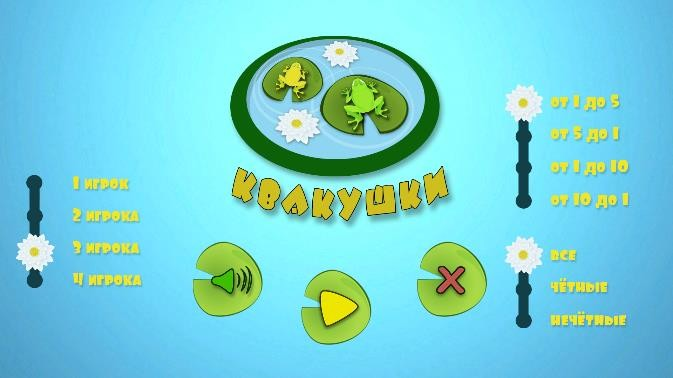 КВАКУШКИ
1 игрок
2 игрока
3 игрока
4 игрока
от 1 до 5
от 5 до 1
от 1 до 10
от 10 до 1
все
чётные
нечётные